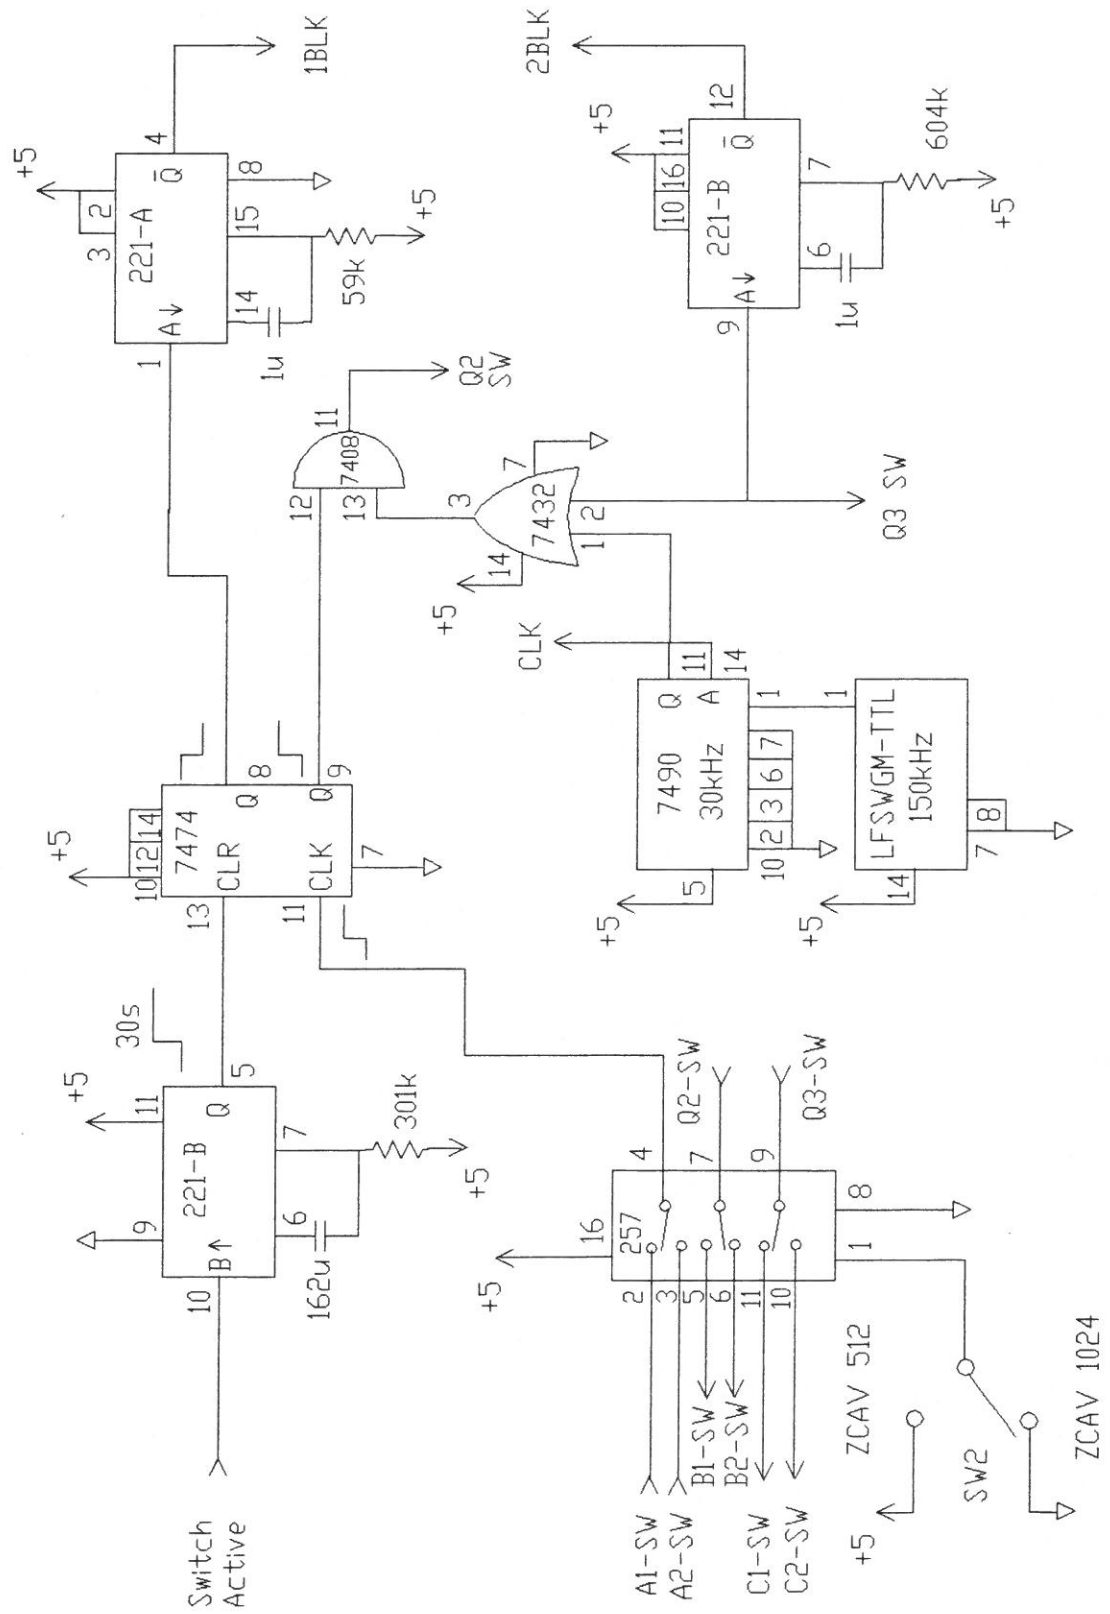 Switch
Active
10
B↑
9
221-B
11
+5
Q
5
30s
6
7
162u
301k
+5
+5
10
12
14
7474
13
CLR
Q
8
11
CLK
Q
9
7
+5
3
2
221-A
1
A↓
Q̅
4
1BLK
14
15
8
1u
59k
+5
12
13
7408
11
Q2
SW
+5
14
3
7432
7
1
2
Q3 SW
+5
10
16
11
221-B
9
A↓
Q̅
12
2BLK
6
7
1u
604k
+5
CLK
+5
5
7490
30kHz
Q
A
11
14
10
2
3
6
7
1
+5
14
LFSWGM-TTL
150kHz
1
7
8
+5
16
257
A1-SW
2
4
A2-SW
3
B1-SW
5
7
Q2-SW
B2-SW
6
C1-SW
11
9
Q3-SW
C2-SW
10
1
8
+5
ZCAV 512
SW2
ZCAV 1024